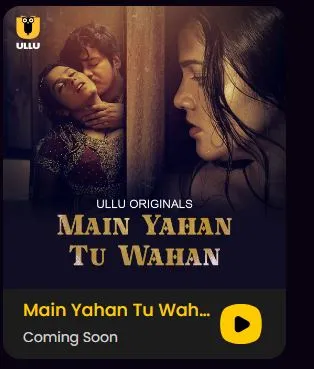 ULLU
ULLU ORIGINALS
MAIN YAHAN
TU WAHAN
Main Yahan Tu Wah...
Coming Soon